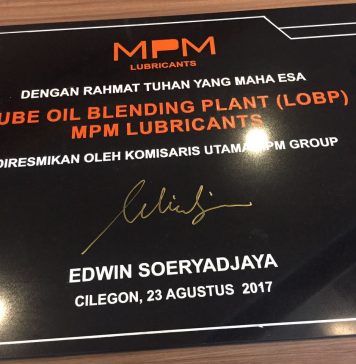 MPM
LUBRICANTS
DENGAN RAHMAT TUHAN YANG MAHA ESA
UBE OIL BLENDING PLANT (LOBP)
MPM LUBRICANTS
DIRESMIKAN OLEH KOMISARIS UTAMA MPM GROUP
EDWIN SOERYADJAYA
CILEGON, 23 AGUSTUS 2017